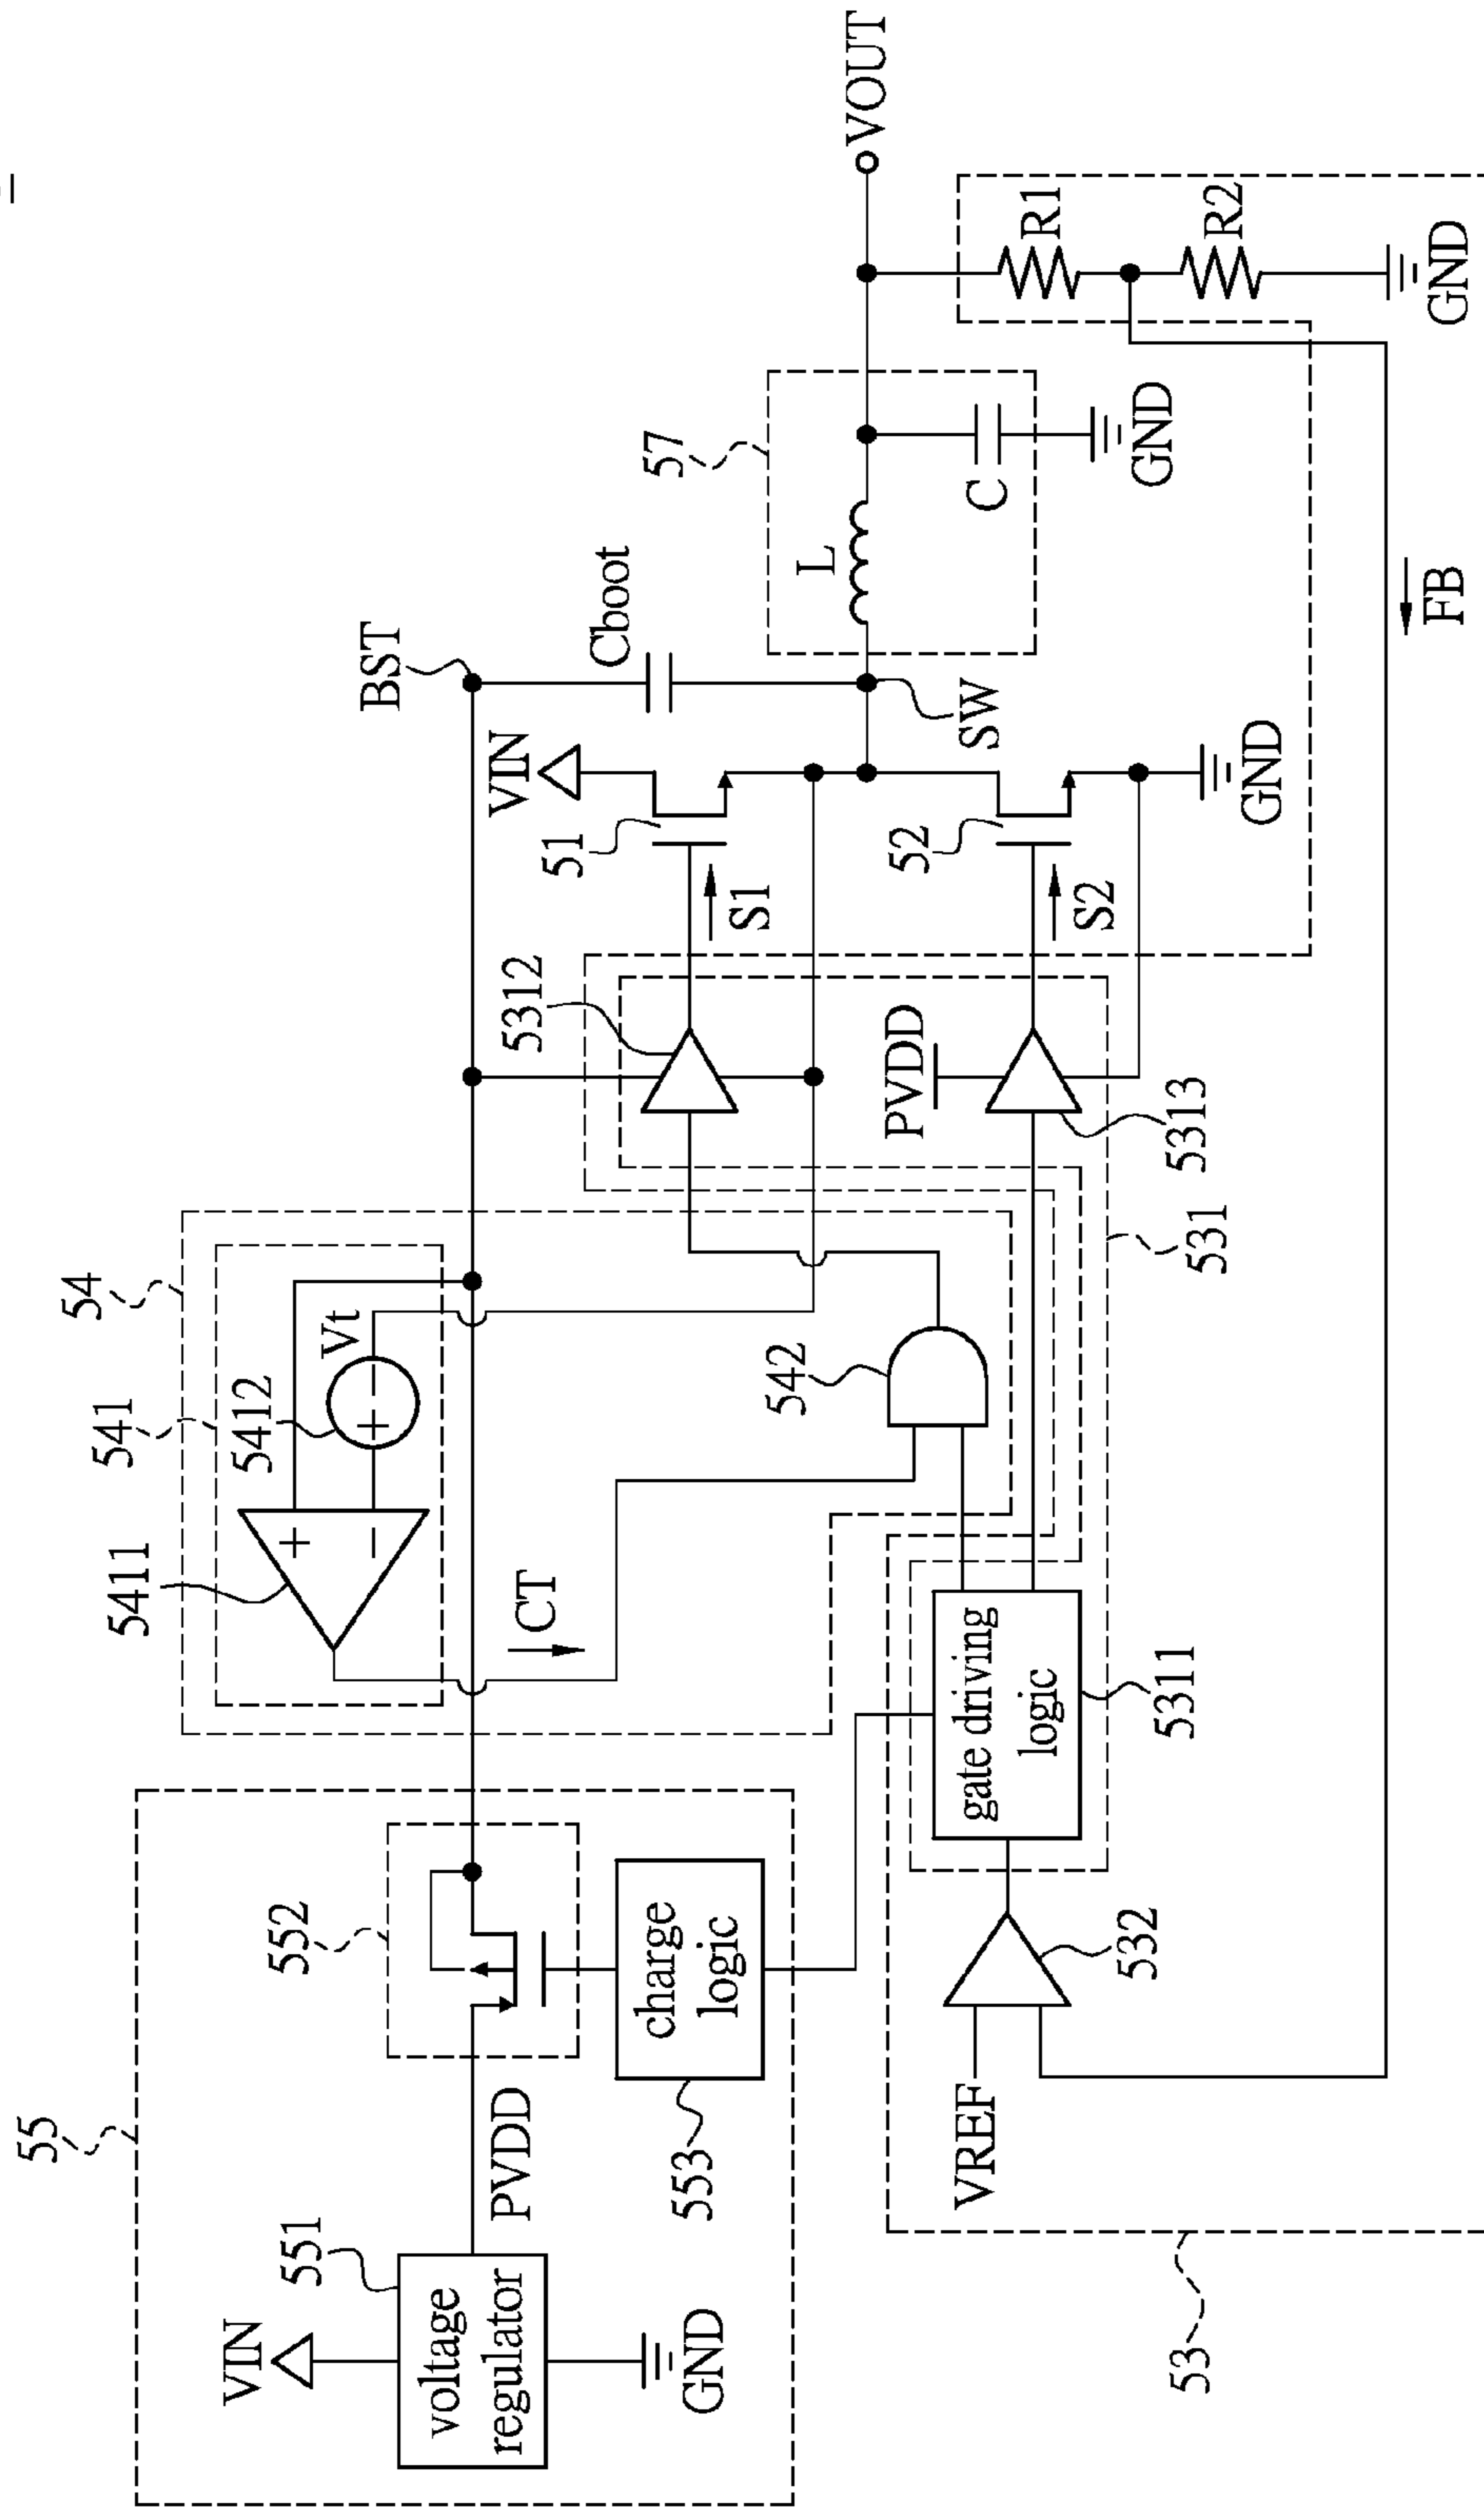 55
VIN
551
voltage
regulator
GND
PVDD
552
charge
logic
553
54
541
5411
5412
Vt
CT
542
BST
Cboot
5312
VIN
51
S1
SW
PVDD
5313
52
S2
GND
57
L
C
GND
VOUT
R1
R2
GND
FB
531
gate driving
logic
5311
532
VREF
53